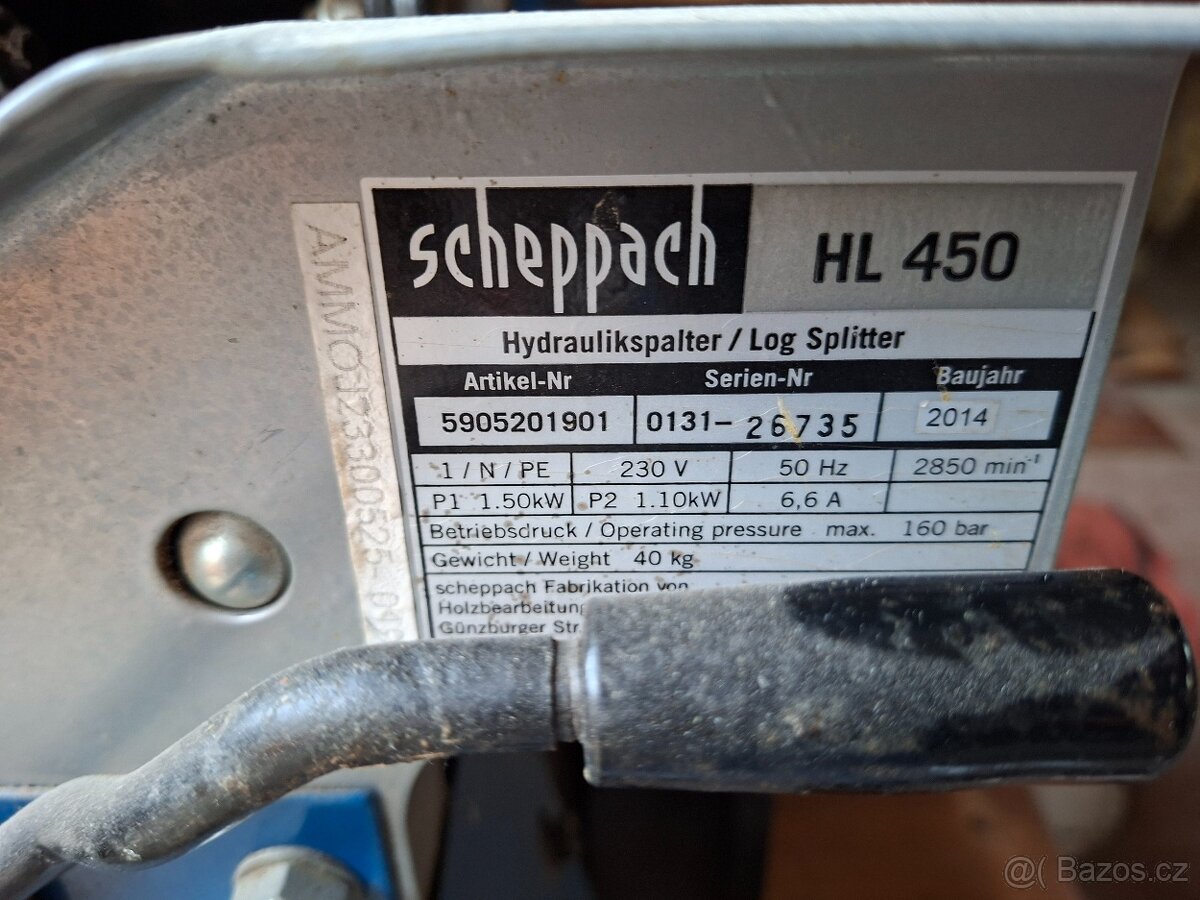 scheppach HL 450
Hydraulikspalter / Log Splitter
Artikel-Nr Serien-Nr Baujahr
5905201901 0131-26735 2014
1 / N / PE 230 V 50 Hz 2850 min⁻¹
P1 1.50kW P2 1.10kW 6,6 A
Betriebsdruck / Operating pressure max. 160 bar
Gewicht / Weight 40 kg
scheppach Fabrikation von
Holzbearbeitung
Günzburger Str
@( Bazos.cz